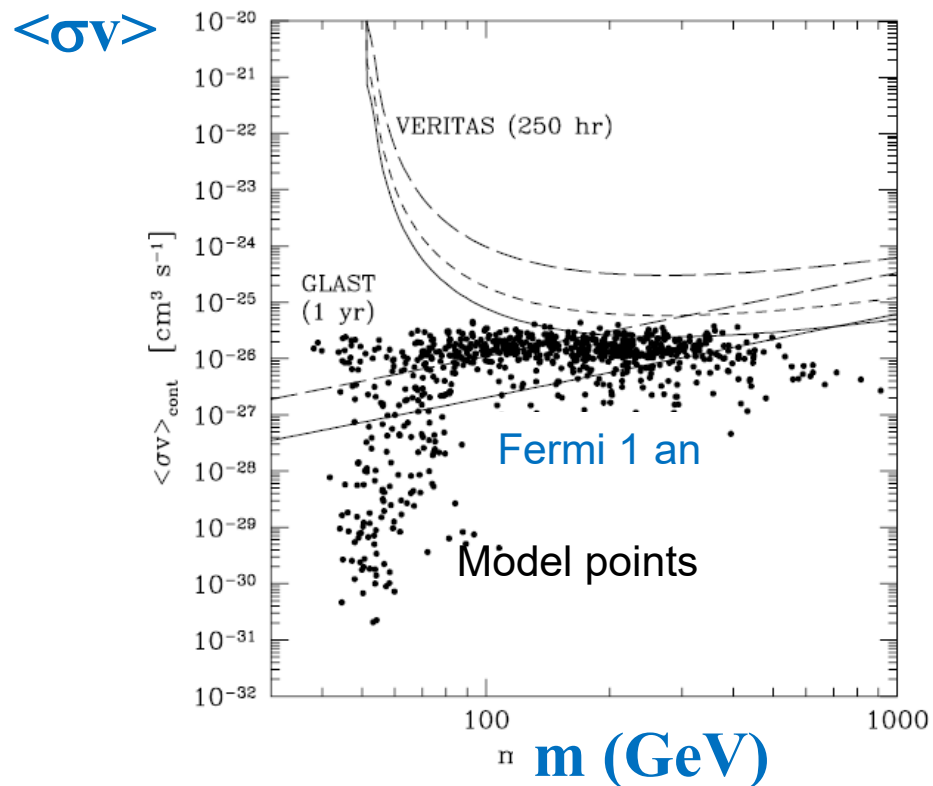 <σv>
10⁻²⁰
10⁻²¹
10⁻²²
10⁻²³
10⁻²⁴
10⁻²⁵
10⁻²⁶
10⁻²⁷
10⁻²⁸
10⁻²⁹
10⁻³⁰
10⁻³¹
10⁻³²
<σv>cont [cm³ s⁻¹]
VERITAS (250 hr)
GLAST
(1 yr)
Fermi 1 an
Model points
100
1000
m (GeV)